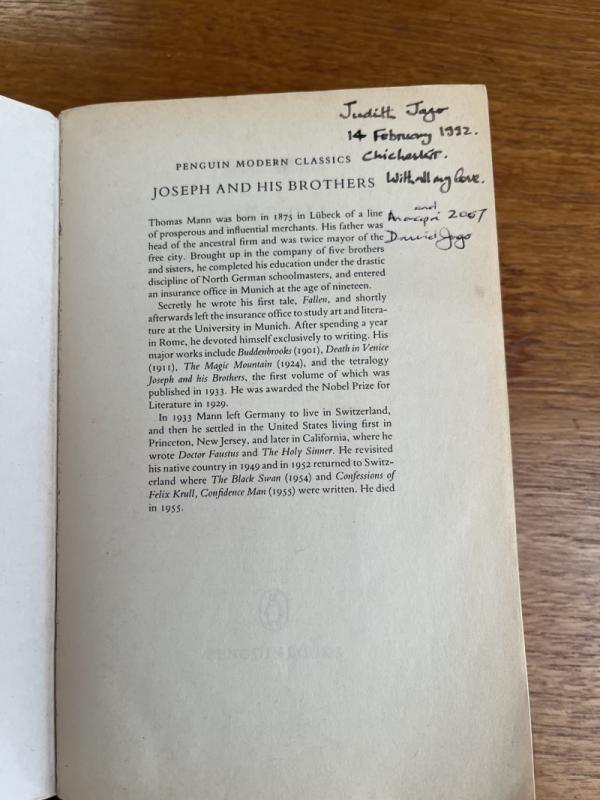 Judith Jago
14 February 1992.
Chichester.
With all my love.
and
Anacapri 2007
David Jago
PENGUIN MODERN CLASSICS
JOSEPH AND HIS BROTHERS
Thomas Mann was born in 1875 in Lübeck of a line
of prosperous and influential merchants. His father was
head of the ancestral firm and was twice mayor of the
free city. Brought up in the company of five brothers
and sisters, he completed his education under the drastic
discipline of North German schoolmasters, and entered
an insurance office in Munich at the age of nineteen.
Secretly he wrote his first tale, Fallen, and shortly
afterwards left the insurance office to study art and litera-
ture at the University in Munich. After spending a year
in Rome, he devoted himself exclusively to writing. His
major works include Buddenbrooks (1901), Death in Venice
(1911), The Magic Mountain (1924), and the tetralogy
Joseph and his Brothers, the first volume of which was
published in 1933. He was awarded the Nobel Prize for
Literature in 1929.
In 1933 Mann left Germany to live in Switzerland,
and then he settled in the United States living first in
Princeton, New Jersey, and later in California, where he
wrote Doctor Faustus and The Holy Sinner. He revisited
his native country in 1949 and in 1952 returned to Switz-
erland where The Black Swan (1954) and Confessions of
Felix Krull, Confidence Man (1955) were written. He died
in 1955.
PENGUIN BOOKS